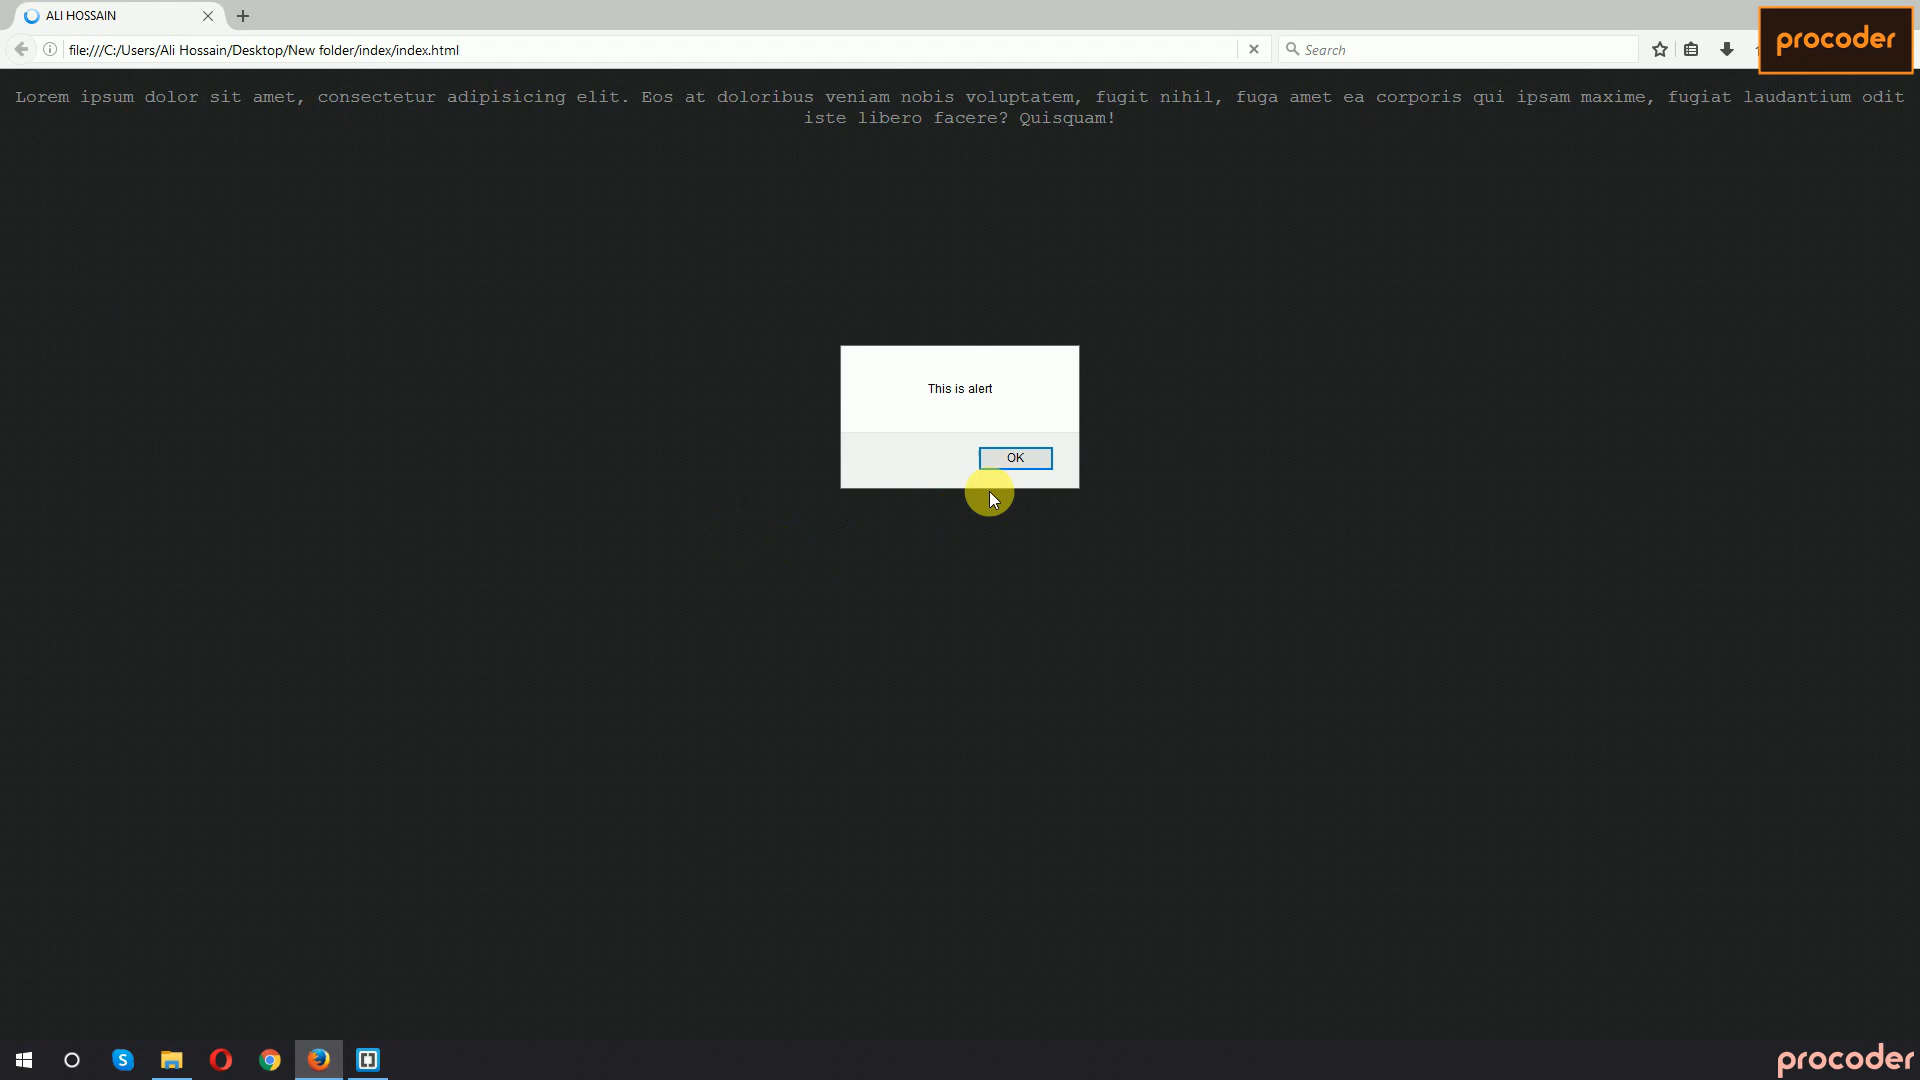 ALI HOSSAIN
procoder
file:///C:/Users/Ali Hossain/Desktop/New folder/index/index.html
Search
Lorem ipsum dolor sit amet, consectetur adipisicing elit. Eos at doloribus veniam nobis voluptatem, fugit nihil, fuga amet ea corporis qui ipsam maxime, fugiat laudantium odit
iste libero facere? Quisquam!
This is alert
OK
procoder